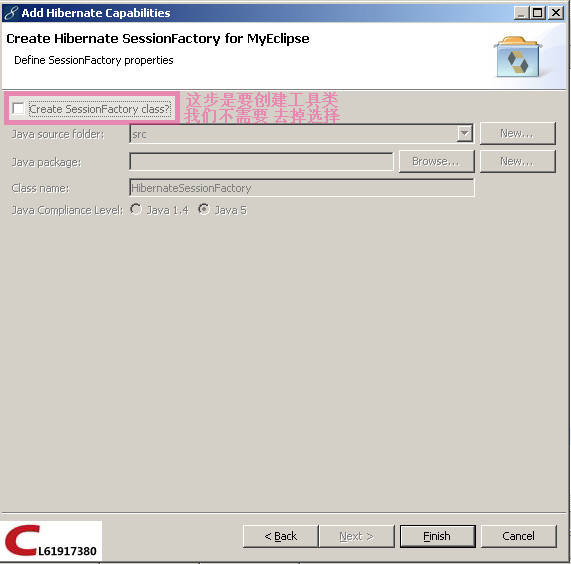 Add Hibernate Capabilities
Create Hibernate SessionFactory for MyEclipse
Define SessionFactory properties
Create SessionFactory class?
这步是要创建工具类
我们不需要 去掉选择
Java source folder: src New...
Java package: Browse... New...
Class name: HibernateSessionFactory
Java Compliance Level: Java 1.4 Java 5
< Back Next > Finish Cancel
CL61917380